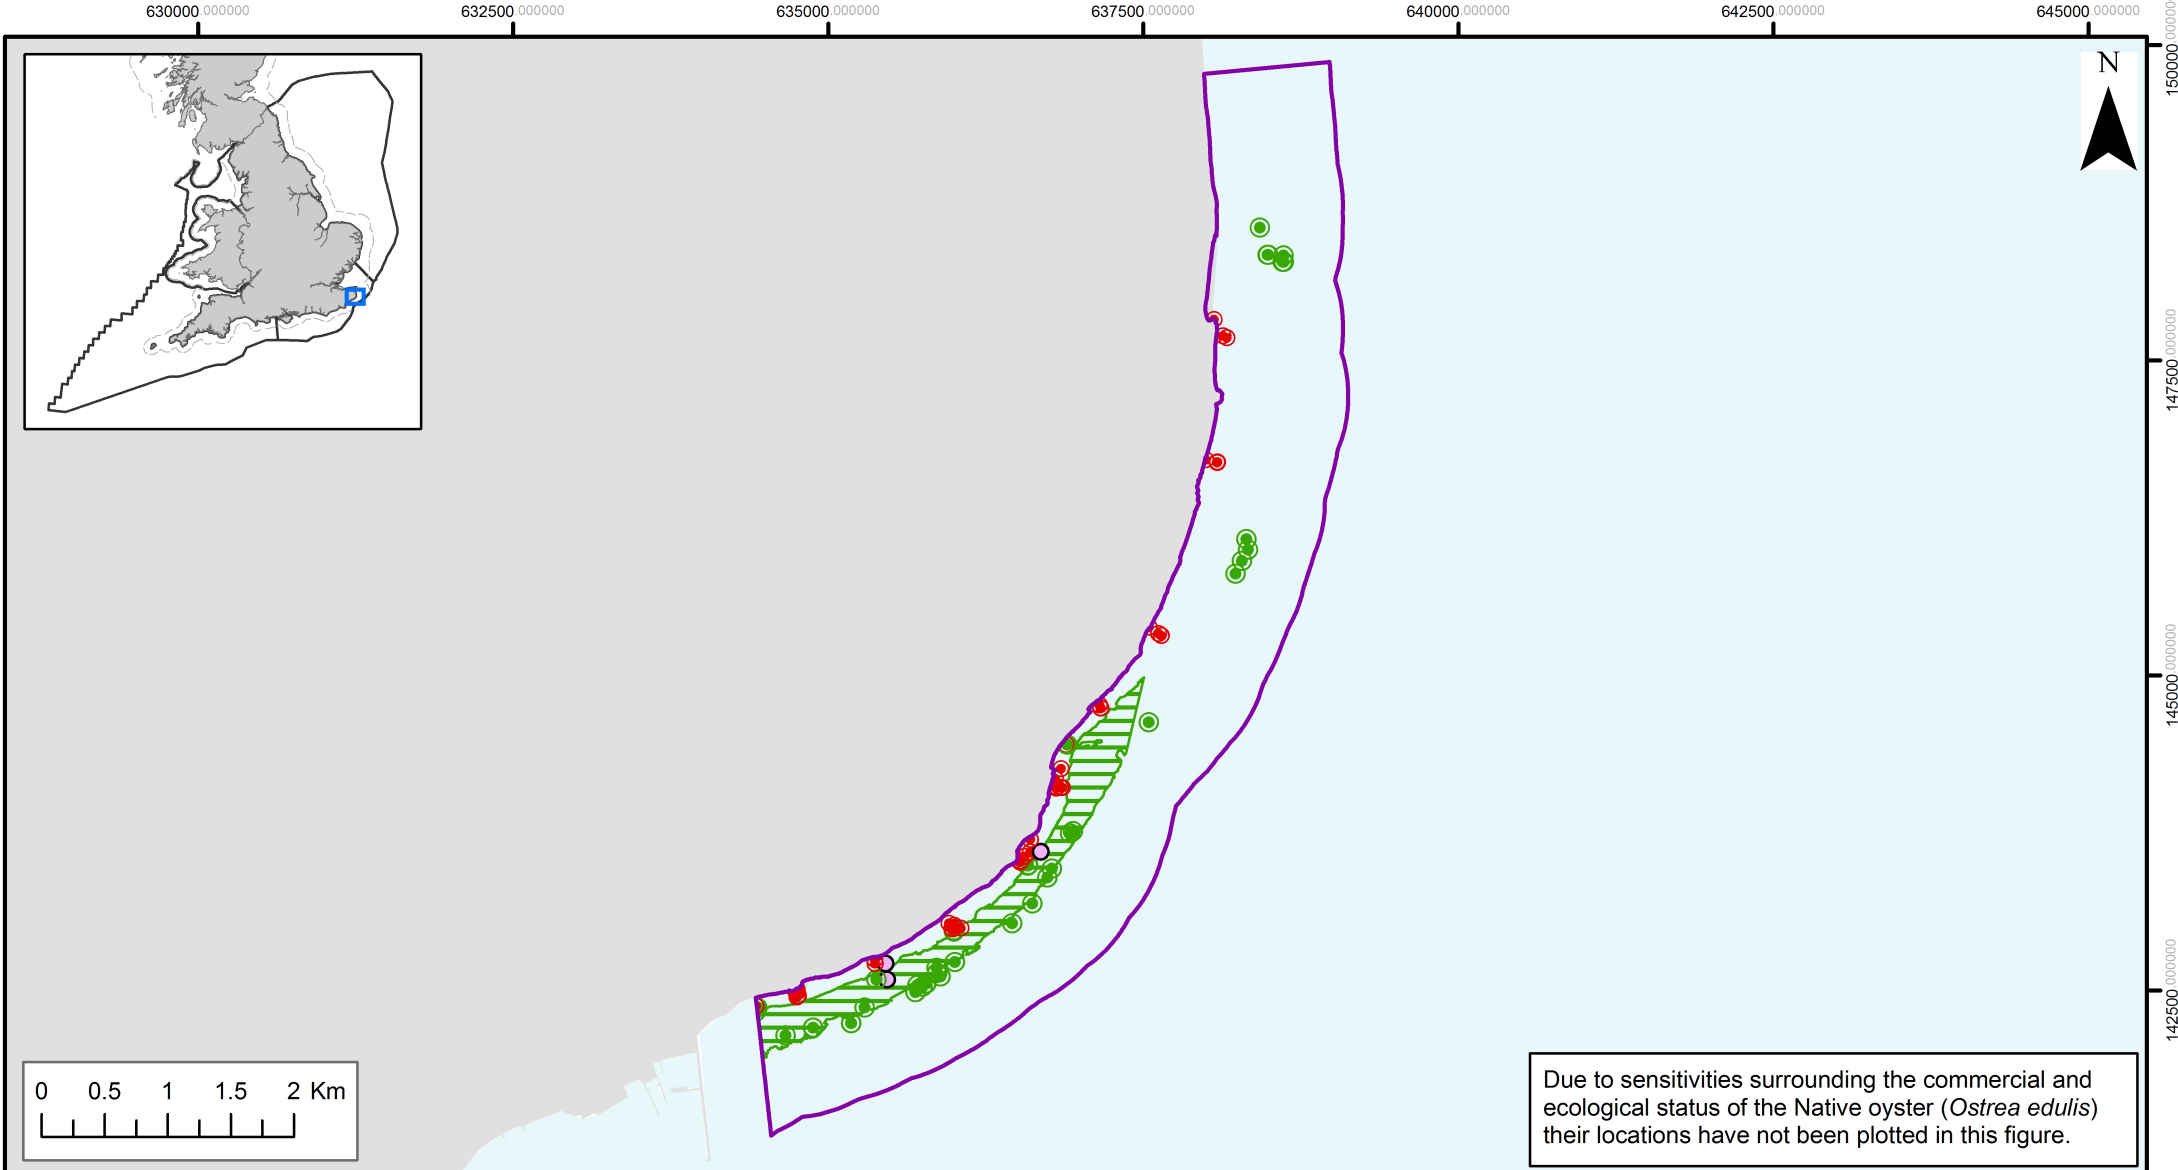 630000.000000 632500.000000 635000.000000 637500.000000 640000.000000 642500.000000 645000.000000
N
150000.000000
147500.000000
145000.000000
142500.000000
0 0.5 1 1.5 2 Km
Due to sensitivities surrounding the commercial and
ecological status of the Native oyster (Ostrea edulis)
their locations have not been plotted in this figure.